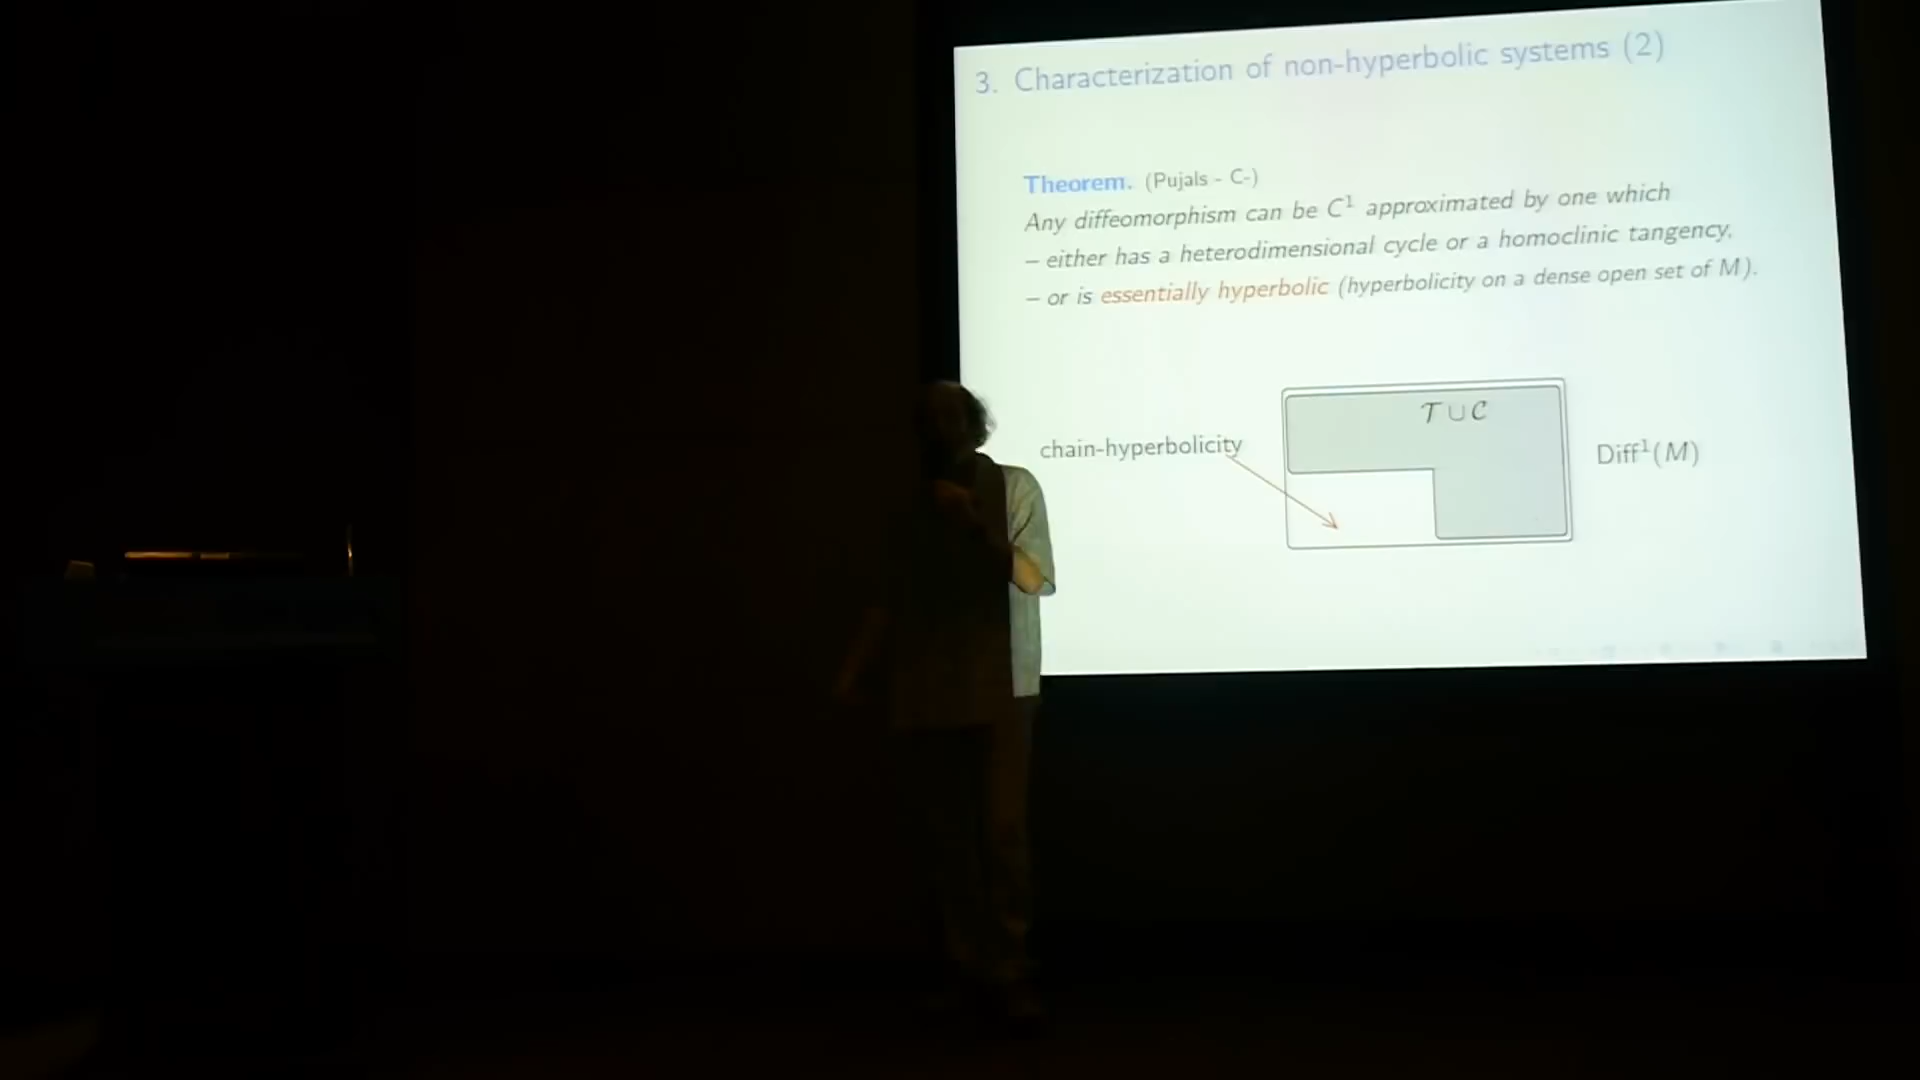 3. Characterization of non-hyperbolic systems (2)
Theorem. (Pujals - C-)
Any diffeomorphism can be C¹ approximated by one which
– either has a heterodimensional cycle or a homoclinic tangency,
– or is essentially hyperbolic (hyperbolicity on a dense open set of M).
𝒯 ∪ 𝒞
chain-hyperbolicity
Diff¹(M)